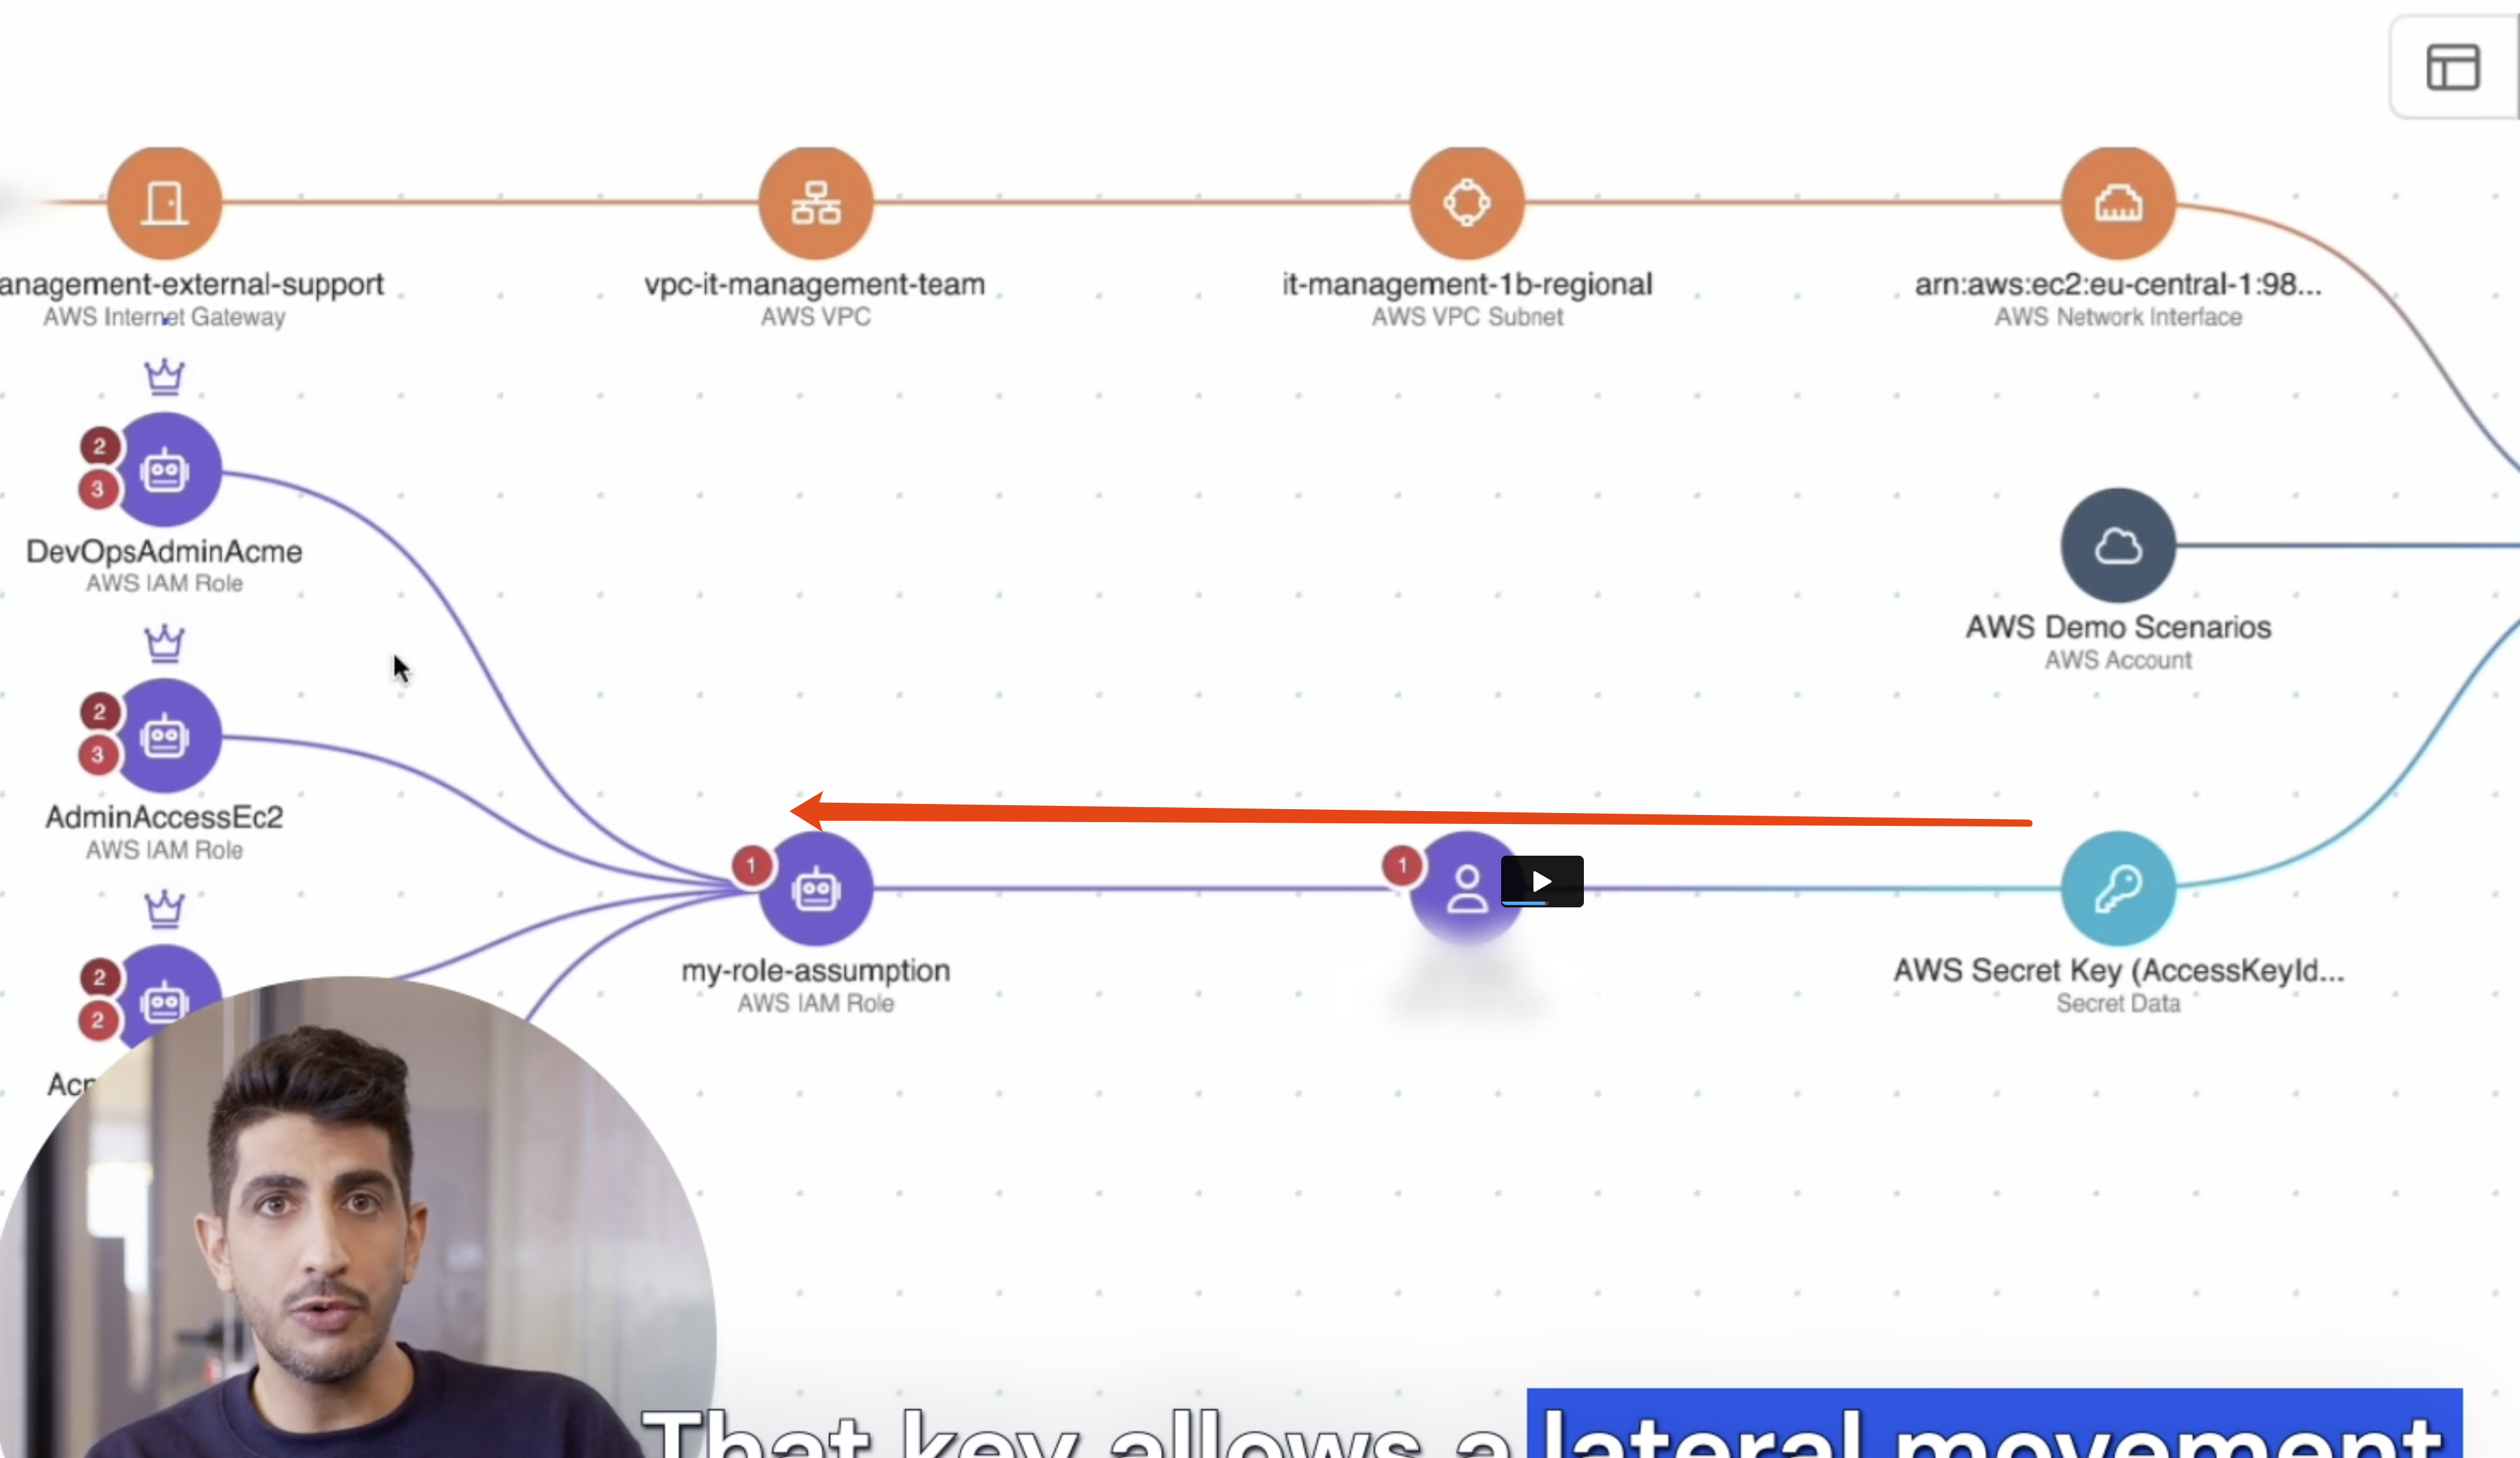 anagement-external-support
AWS Internet Gateway
vpc-it-management-team
AWS VPC
it-management-1b-regional
AWS VPC Subnet
arn:aws:ec2:eu-central-1:98...
AWS Network Interface
2
3
DevOpsAdminAcme
AWS IAM Role
AWS Demo Scenarios
AWS Account
2
3
AdminAccessEc2
AWS IAM Role
1
my-role-assumption
AWS IAM Role
1
AWS Secret Key (AccessKeyId...
Secret Data
2
2
That key allows a lateral movement